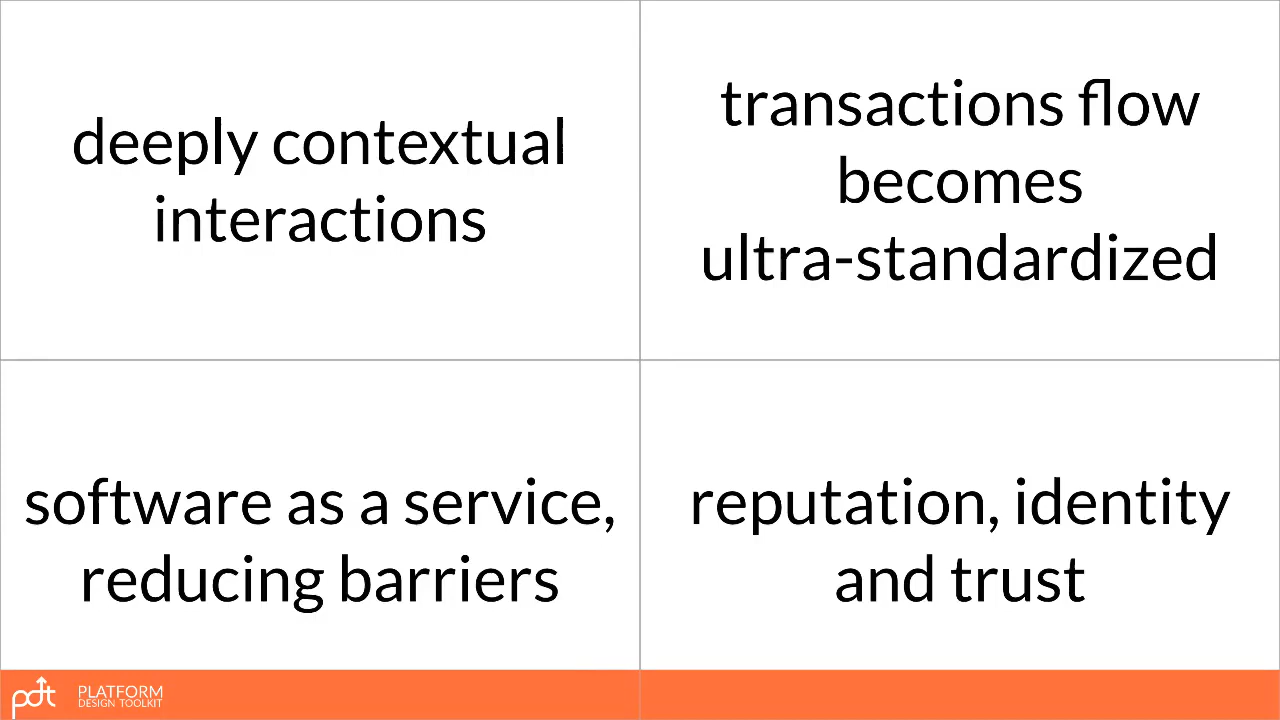 deeply contextual
interactions
transactions flow
becomes
ultra-standardized
software as a service,
reducing barriers
reputation, identity
and trust
pdt
PLATFORM
DESIGN TOOLKIT